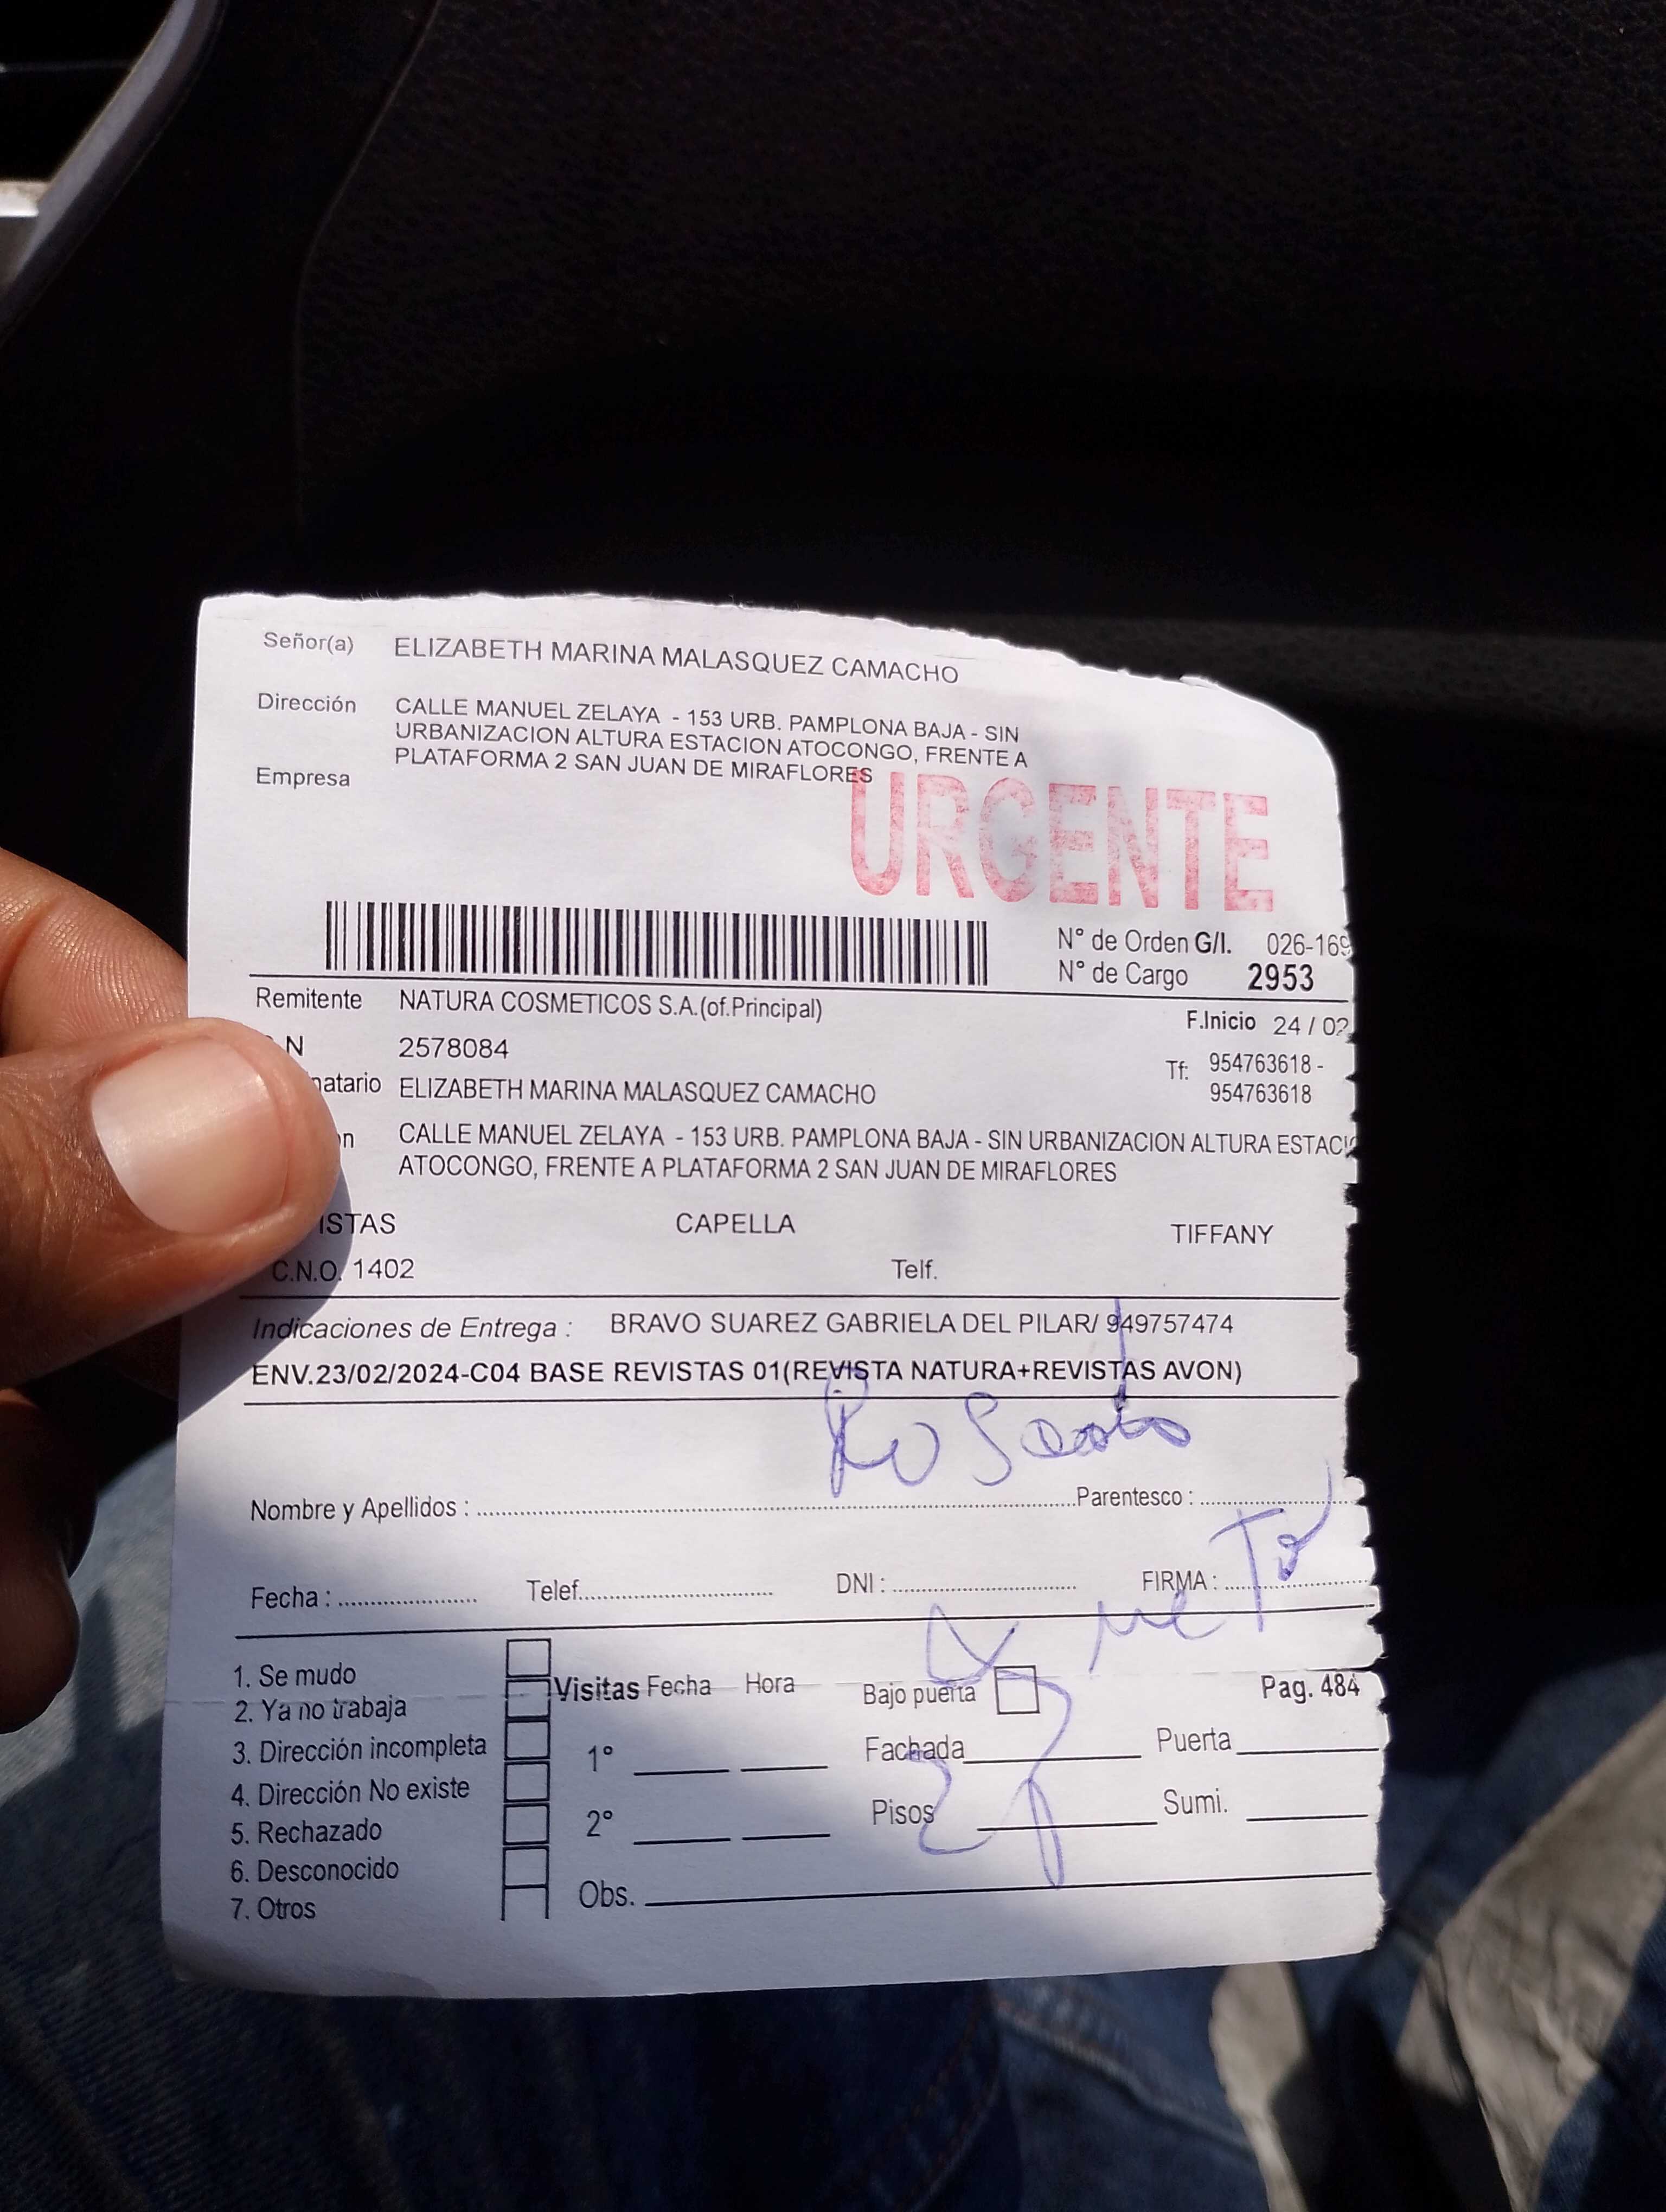 Señor(a) ELIZABETH MARINA MALASQUEZ CAMACHO
Dirección CALLE MANUEL ZELAYA - 153 URB. PAMPLONA BAJA - SIN
URBANIZACION ALTURA ESTACION ATOCONGO, FRENTE A
PLATAFORMA 2 SAN JUAN DE MIRAFLORES
Empresa
URGENTE
N° de Orden G/I. 026-169
N° de Cargo 2953
Remitente NATURA COSMETICOS S.A.(of.Principal)
F.Inicio 24 / 02
N 2578084
Tf: 954763618 -
954763618
natario ELIZABETH MARINA MALASQUEZ CAMACHO
n CALLE MANUEL ZELAYA - 153 URB. PAMPLONA BAJA - SIN URBANIZACION ALTURA ESTACI
ATOCONGO, FRENTE A PLATAFORMA 2 SAN JUAN DE MIRAFLORES
ISTAS CAPELLA TIFFANY
C.N.O. 1402 Telf.
Indicaciones de Entrega : BRAVO SUAREZ GABRIELA DEL PILAR/ 949757474
ENV.23/02/2024-C04 BASE REVISTAS 01(REVISTA NATURA+REVISTAS AVON)
Nombre y Apellidos : Parentesco :
Fecha : Telef. DNI : FIRMA :
1. Se mudo
2. Ya no trabaja
3. Dirección incompleta
4. Dirección No existe
5. Rechazado
6. Desconocido
7. Otros
Visitas Fecha Hora
1°
2°
Obs.
Bajo puerta Pag. 484
Fachada Puerta
Pisos Sumi.